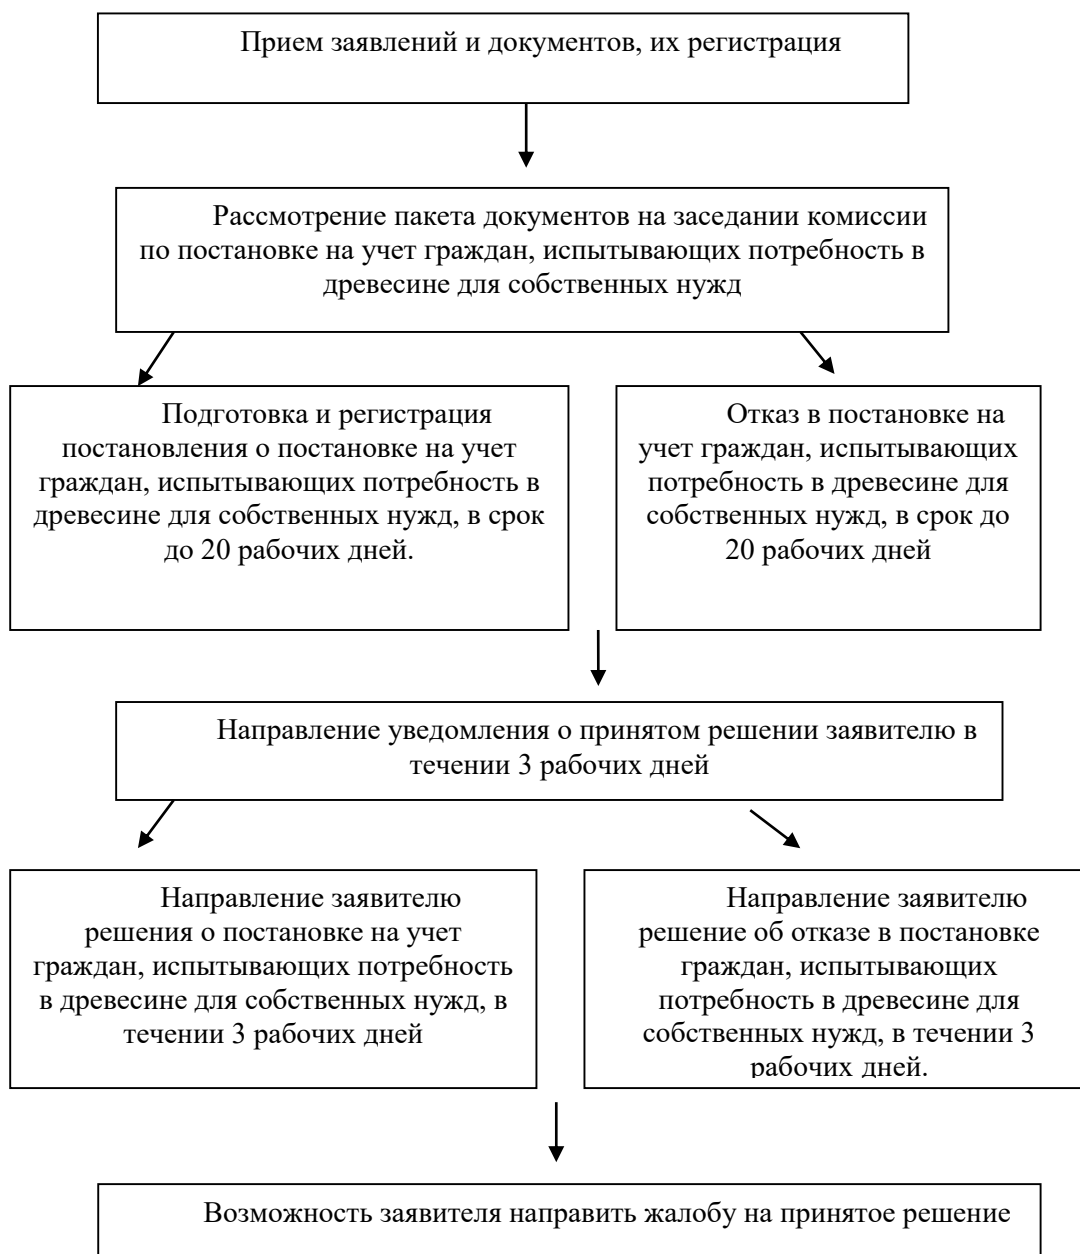 Прием заявлений и документов, их регистрация
Рассмотрение пакета документов на заседании комиссии
по постановке на учет граждан, испытывающих потребность в
древесине для собственных нужд
Подготовка и регистрация
постановления о постановке на учет
граждан, испытывающих потребность в
древесине для собственных нужд, в срок
до 20 рабочих дней.
Отказ в постановке на
учет граждан, испытывающих
потребность в древесине для
собственных нужд, в срок до
20 рабочих дней
Направление уведомления о принятом решении заявителю в
течении 3 рабочих дней
Направление заявителю
решения о постановке на учет
граждан, испытывающих потребность
в древесине для собственных нужд, в
течении 3 рабочих дней
Направление заявителю
решение об отказе в постановке
граждан, испытывающих
потребность в древесине для
собственных нужд, в течении 3
рабочих дней.
Возможность заявителя направить жалобу на принятое решение